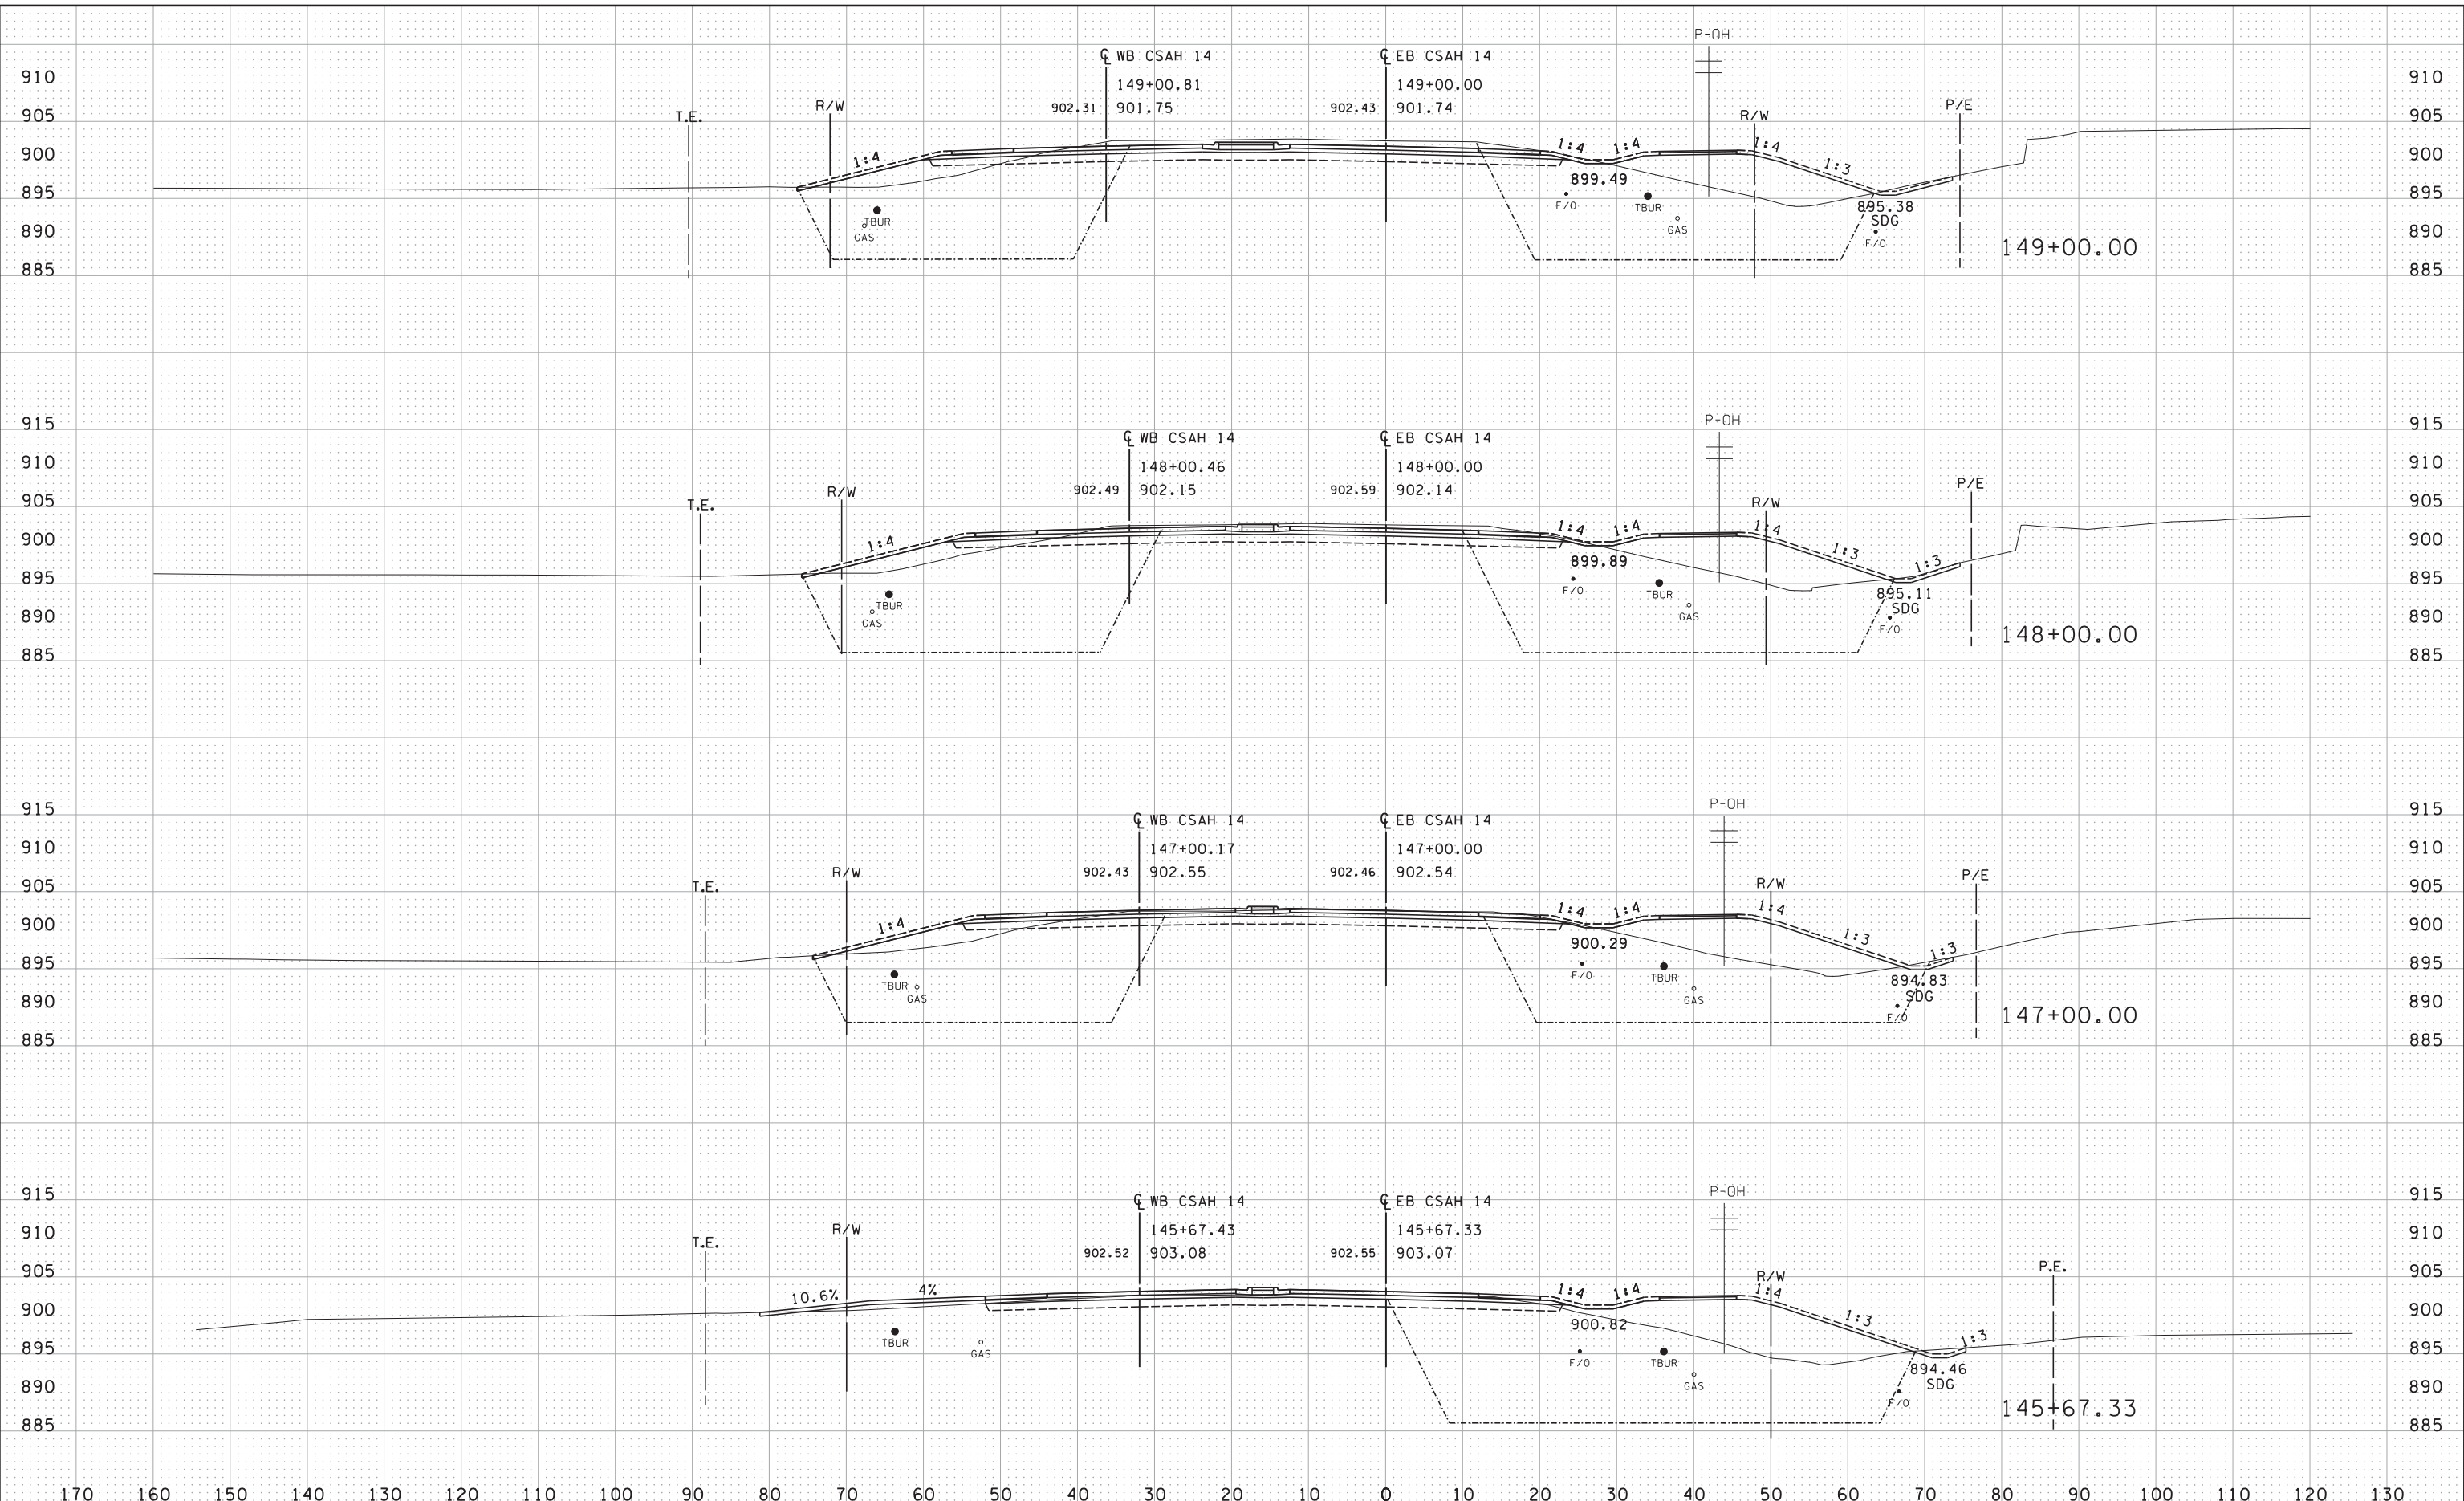 P-OH
℄ WB CSAH 14 ℄ EB CSAH 14
910 149+00.81 149+00.00 910
R/W 902.31 901.75 902.43 901.74 P/E
905 T.E. R/W 905
900 1:4 1:4 1:4 1:4 1:3 900
899.49
895 895
TBUR F/O TBUR 895.38
SDG
890 GAS GAS F/O 890
149+00.00
885 885
915 P-OH 915
℄ WB CSAH 14 ℄ EB CSAH 14
910 148+00.46 148+00.00 910
R/W 902.49 902.15 902.59 902.14 P/E
905 T.E. R/W 905
900 1:4 1:4 1:4 1:4 1:3 1:3 900
899.89
895 F/O TBUR 895.11 895
TBUR SDG
890 GAS GAS F/O 890
148+00.00
885 885
915 P-OH 915
℄ WB CSAH 14 ℄ EB CSAH 14
910 147+00.17 147+00.00 910
R/W 902.43 902.55 902.46 902.54 P/E
905 T.E. R/W 905
900 1:4 1:4 1:4 1:4 1:3 1:3 900
900.29
895 895
TBUR F/O TBUR 894.83
890 GAS GAS SDG 890
F/O 147+00.00
885 885
915 P-OH 915
℄ WB CSAH 14 ℄ EB CSAH 14
910 R/W 145+67.43 145+67.33 910
T.E. 902.52 903.08 902.55 903.07 P.E.
905 R/W 905
10.6% 4% 1:4 1:4 1:4
900 900.82 1:3 900
895 TBUR GAS F/O TBUR 1:3 895
894.46
890 GAS SDG 890
F/O 145+67.33
885 885
170 160 150 140 130 120 110 100 90 80 70 60 50 40 30 20 10 0 10 20 30 40 50 60 70 80 90 100 110 120 130